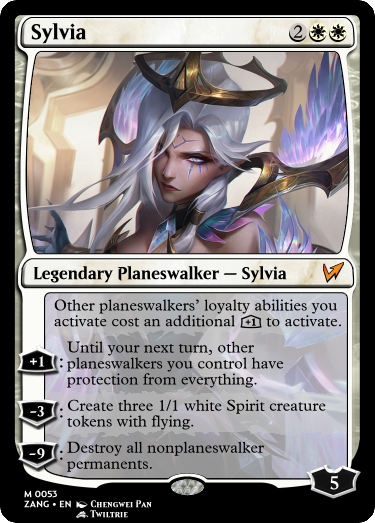 Sylvia 2
Legendary Planeswalker — Sylvia
Other planeswalkers' loyalty abilities you
activate cost an additional +1 to activate.
Until your next turn, other
+1: planeswalkers you control have
protection from everything.
-3: Create three 1/1 white Spirit creature
tokens with flying.
-9: Destroy all nonplaneswalker
permanents.
5
M 0053
ZANG • EN Chengwei Pan
Twiltrie